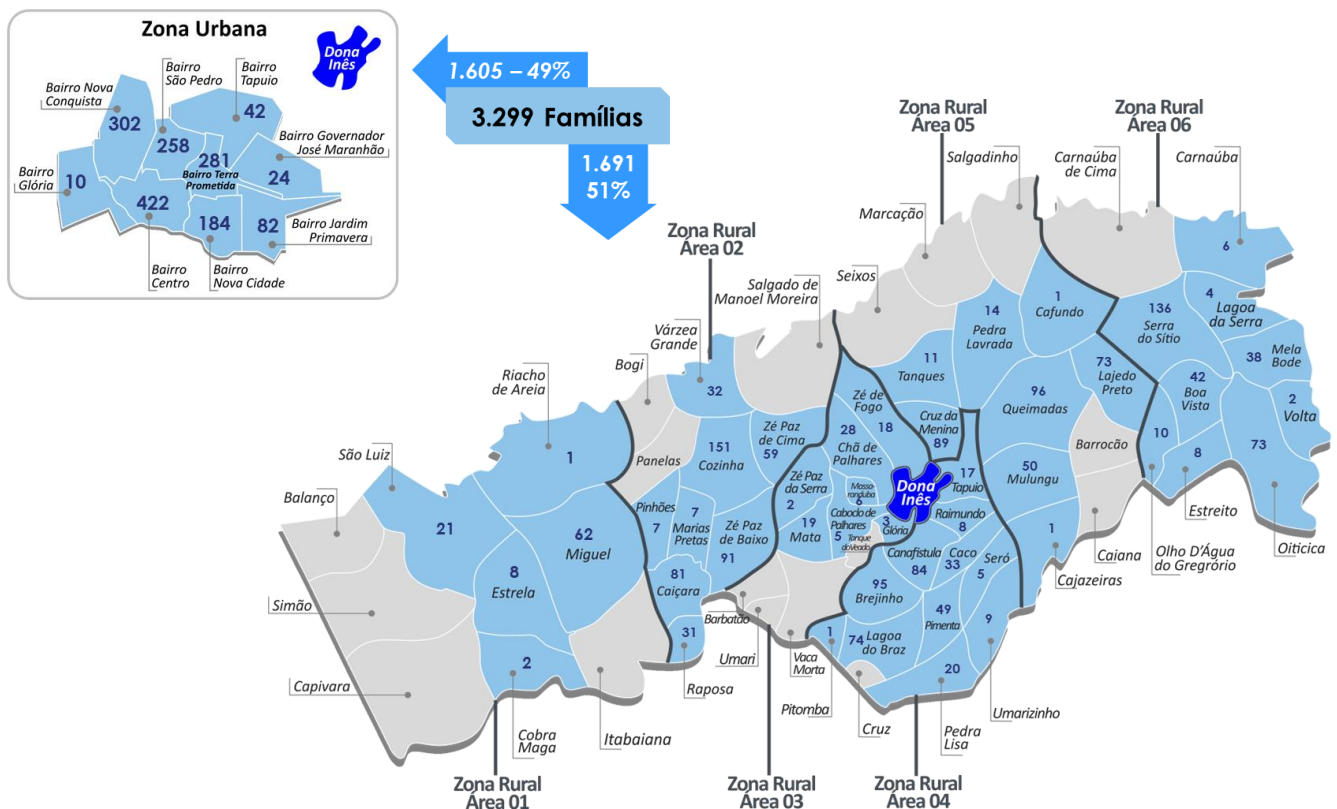 Zona Urbana
Dona
Inês
Bairro
São Pedro
Bairro
Tapuio
Bairro Nova
Conquista
42
302
258
Bairro Governador
José Maranhão
281
Bairro Terra
Prometida
24
Bairro
Glória
10
422
184
82
Bairro Jardim
Primavera
Bairro
Centro
Bairro
Nova Cidade
1.605 – 49%
3.299 Famílias
1.691
51%
Zona Rural
Área 05
Zona Rural
Área 06
Salgadinho
Carnaúba
de Cima
Carnaúba
Marcação
Zona Rural
Área 02
Seixos
Salgado de
Manoel Moreira
6
1
Cafundo
4
Lagoa
da Serra
14
Pedra
Lavrada
136
Serra
do Sítio
Várzea
Grande
Bogi
Riacho
de Areia
11
Tanques
73
Lajedo
Preto
38
Mela
Bode
42
Boa
Vista
32
96
Queimadas
2
Volta
Zé de
Fogo
18
Cruz da
Menina
89
Zé Paz
de Cima
59
28
Chã de
Palhares
151
Cozinha
Barrocão
10
8
73
São Luiz
1
Panelas
Balanço
Zé Paz
da Serra
2
Massaranduba
6
Dona
Inês
17
Tapuio
50
Mulungu
Pinhões
7
7
Marias
Pretas
Zé Paz
de Baixo
91
19
Mata
Caboclo de
Palhares
5
Tanque
do Veado
3
Glória
Raimundo
8
21
62
Miguel
1
Estreito
Olho D'Água
do Gregrório
Oiticica
Caiana
Cajazeiras
8
Estrela
81
Caiçara
Canafístula
84
Caco
33
Seró
5
95
Brejinho
Simão
Barbatão
49
Pimenta
9
31
Umari
Vaca
Morta
1
74
Lagoa
do Braz
2
20
Capivara
Raposa
Pitomba
Cruz
Pedra
Lisa
Umarizinho
Cobra
Maga
Itabaiana
Zona Rural
Área 01
Zona Rural
Área 03
Zona Rural
Área 04